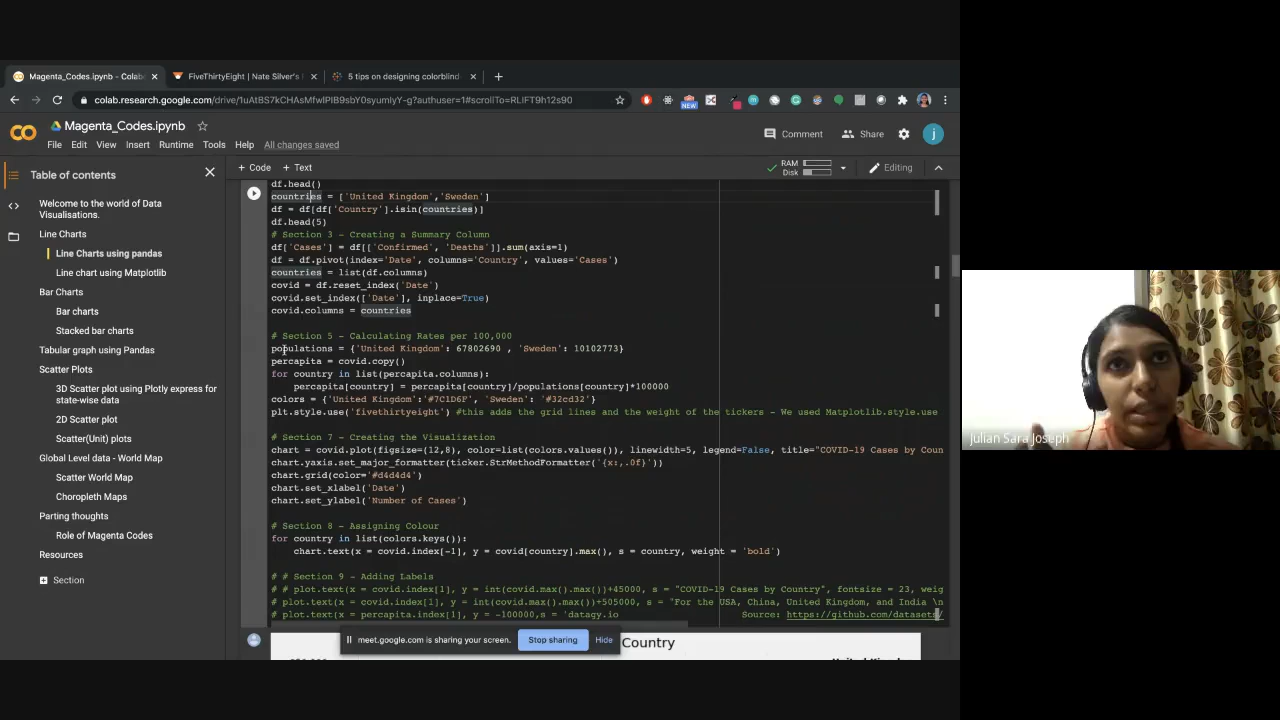 Magenta_Codes.ipynb - Colab
FiveThirtyEight | Nate Silver's
5 tips on designing colorblind
colab.research.google.com/drive/1uAtBS7kCHAsMfwlPIB9sbY0syumlyY-g?authuser=1#scrollTo=RLIFT9h12s90
NEW
Magenta_Codes.ipynb
Comment
Share
j
File Edit View Insert Runtime Tools Help All changes saved
Table of contents
+ Code + Text
RAM
Disk
Editing
Welcome to the world of Data
Visualisations.
Line Charts
Line Charts using pandas
Line chart using Matplotlib
Bar Charts
Bar charts
Stacked bar charts
Tabular graph using Pandas
Scatter Plots
3D Scatter plot using Plotly express for
state-wise data
2D Scatter plot
Scatter(Unit) plots
Global Level data - World Map
Scatter World Map
Choropleth Maps
Parting thoughts
Role of Magenta Codes
Resources
Section
df.head()
countries = ['United Kingdom','Sweden']
df = df[df['Country'].isin(countries)]
df.head(5)
# Section 3 - Creating a Summary Column
df['Cases'] = df[['Confirmed', 'Deaths']].sum(axis=1)
df = df.pivot(index='Date', columns='Country', values='Cases')
countries = list(df.columns)
covid = df.reset_index('Date')
covid.set_index(['Date'], inplace=True)
covid.columns = countries
# Section 5 - Calculating Rates per 100,000
populations = {'United Kingdom': 67802690 , 'Sweden': 10102773}
percapita = covid.copy()
for country in list(percapita.columns):
percapita[country] = percapita[country]/populations[country]*100000
colors = {'United Kingdom':'#7C1D6F', 'Sweden': '#32cd32'}
plt.style.use('fivethirtyeight') #this adds the grid lines and the weight of the tickers - We used Matplotlib.style.use
# Section 7 - Creating the Visualization
chart = covid.plot(figsize=(12,8), color=list(colors.values()), linewidth=5, legend=False, title="COVID-19 Cases by Coun
chart.yaxis.set_major_formatter(ticker.StrMethodFormatter('{x:,.0f}'))
chart.grid(color='#d4d4d4')
chart.set_xlabel('Date')
chart.set_ylabel('Number of Cases')
# Section 8 - Assigning Colour
for country in list(colors.keys()):
chart.text(x = covid.index[-1], y = covid[country].max(), s = country, weight = 'bold')
# # Section 9 - Adding Labels
# # plot.text(x = covid.index[1], y = int(covid.max().max())+45000, s = "COVID-19 Cases by Country", fontsize = 23, weig
# plot.text(x = covid.index[1], y = int(covid.max().max())+505000, s = "For the USA, China, United Kingdom, and India \n
# plot.text(x = percapita.index[1], y = -100000,s = 'datagy.io Source: https://github.com/dataset
meet.google.com is sharing your screen.
Stop sharing
Hide
Country
Julian Sara Joseph